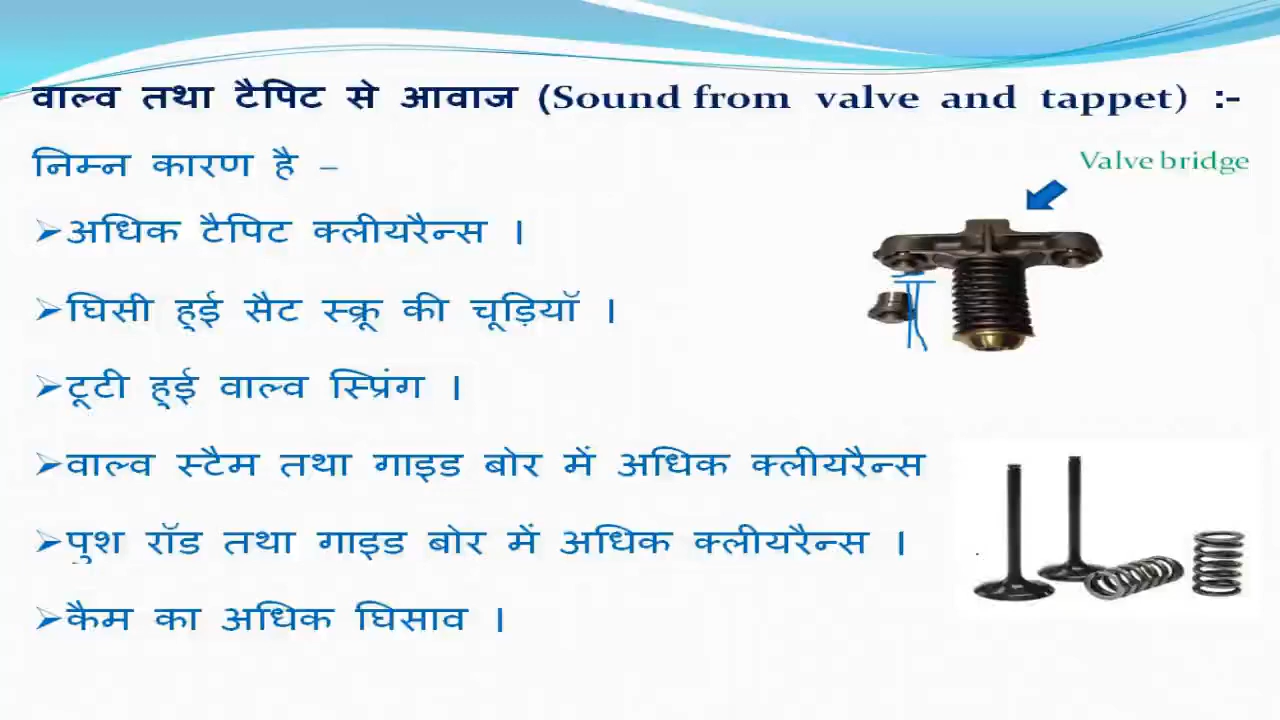 वाल्व तथा टैपिट से आवाज (Sound from valve and tappet) :-
निम्न कारण है –
Valve bridge
➢अधिक टैपिट क्लीयरैन्स ।
➢घिसी हुई सैट स्क्रू की चूड़ियॉ ।
➢टूटी हुई वाल्व स्प्रिंग ।
➢वाल्व स्टैम तथा गाइड बोर में अधिक क्लीयरैन्स
➢पुश रॉड तथा गाइड बोर में अधिक क्लीयरैन्स ।
➢कैम का अधिक घिसाव ।